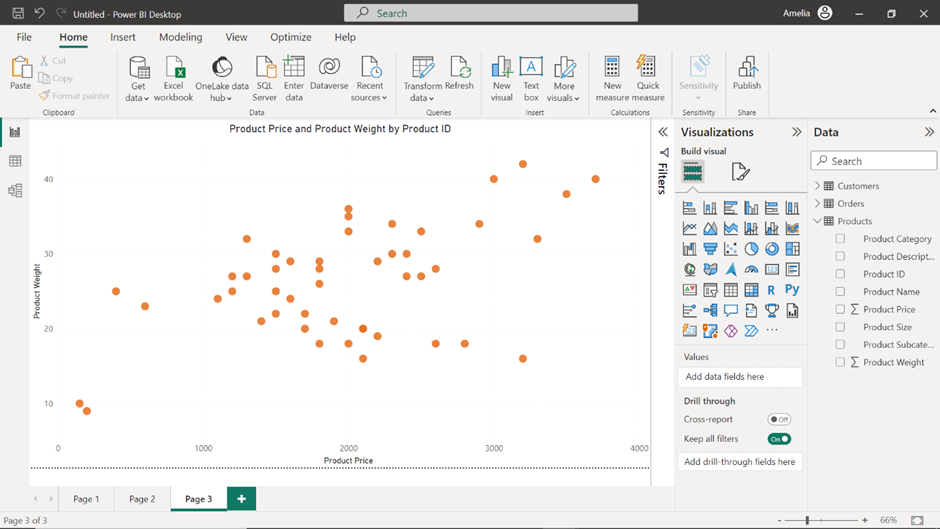 Untitled - Power BI Desktop
Search
Amelia
File Home Insert Modeling View Optimize Help
Paste
Cut
Copy
Format painter
Clipboard
Get data
Excel workbook
OneLake data hub
SQL Server
Enter data
Dataverse
Recent sources
Data
Transform data
Refresh
Queries
New visual
Text box
More visuals
Insert
New measure
Quick measure
Calculations
Sensitivity
Sensitivity
Publish
Share
Product Price and Product Weight by Product ID
Product Weight
40
30
20
10
0 1000 2000 3000 4000
Product Price
Filters
Visualizations
Build visual
R Py
Values
Add data fields here
Drill through
Cross-report Off
Keep all filters On
Add drill-through fields here
Data
Search
Customers
Orders
Products
Product Category
Product Descript...
Product ID
Product Name
Product Price
Product Size
Product Subcate...
Product Weight
Page 1 Page 2 Page 3 +
Page 3 of 3
- + 66%